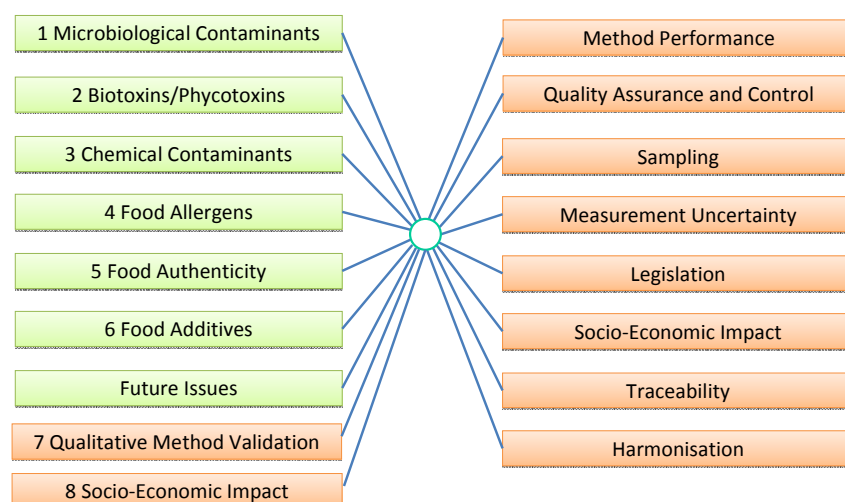 1 Microbiological Contaminants
2 Biotoxins/Phycotoxins
3 Chemical Contaminants
4 Food Allergens
5 Food Authenticity
6 Food Additives
Future Issues
7 Qualitative Method Validation
8 Socio-Economic Impact
Method Performance
Quality Assurance and Control
Sampling
Measurement Uncertainty
Legislation
Socio-Economic Impact
Traceability
Harmonisation